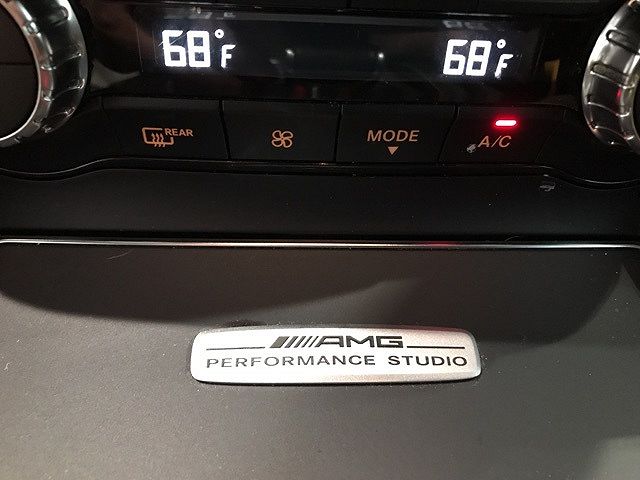 68°F 68°F
REAR MODE A/C
AMG
PERFORMANCE STUDIO